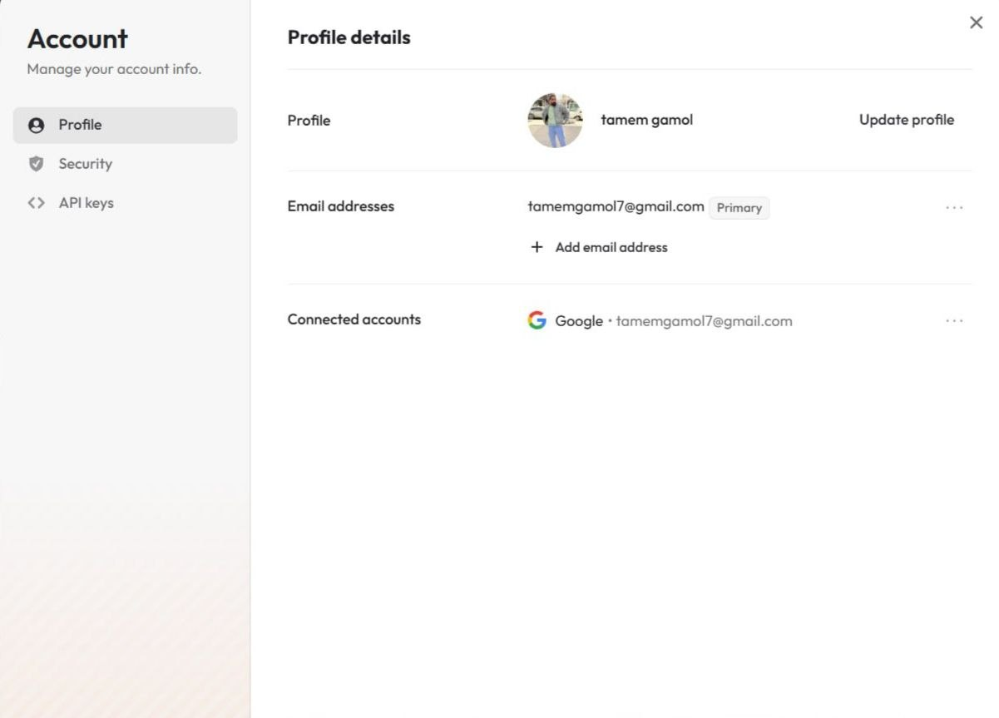 Account
Manage your account info.
Profile
Security
API keys
Profile details
Profile
tamem gamol
Update profile
Email addresses
tamemgamol7@gmail.com Primary
Add email address
Connected accounts
Google • tamemgamol7@gmail.com